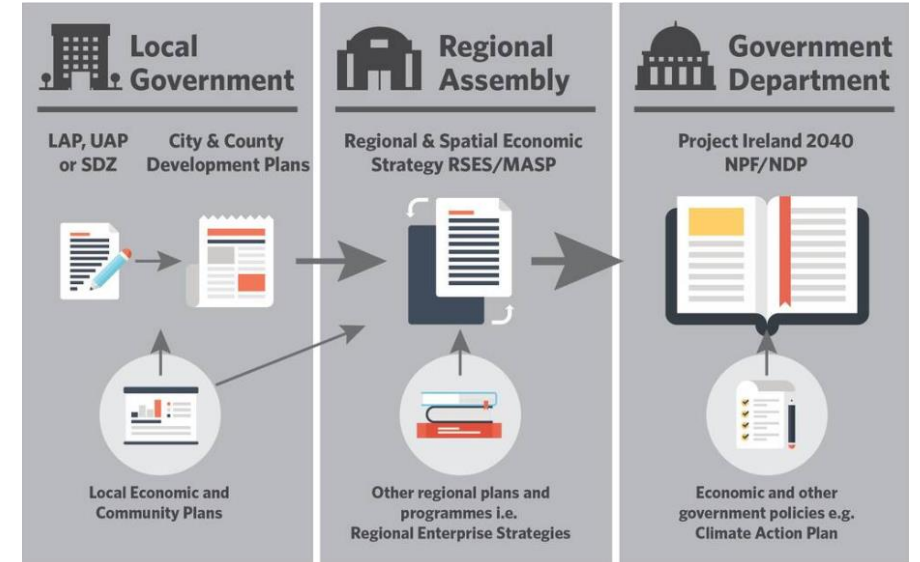 Local
Government
LAP, UAP
or SDZ
City & County
Development Plans
Local Economic and
Community Plans
Regional
Assembly
Regional & Spatial Economic
Strategy RSES/MASP
Other regional plans and
programmes i.e.
Regional Enterprise Strategies
Government
Department
Project Ireland 2040
NPF/NDP
Economic and other
government policies e.g.
Climate Action Plan